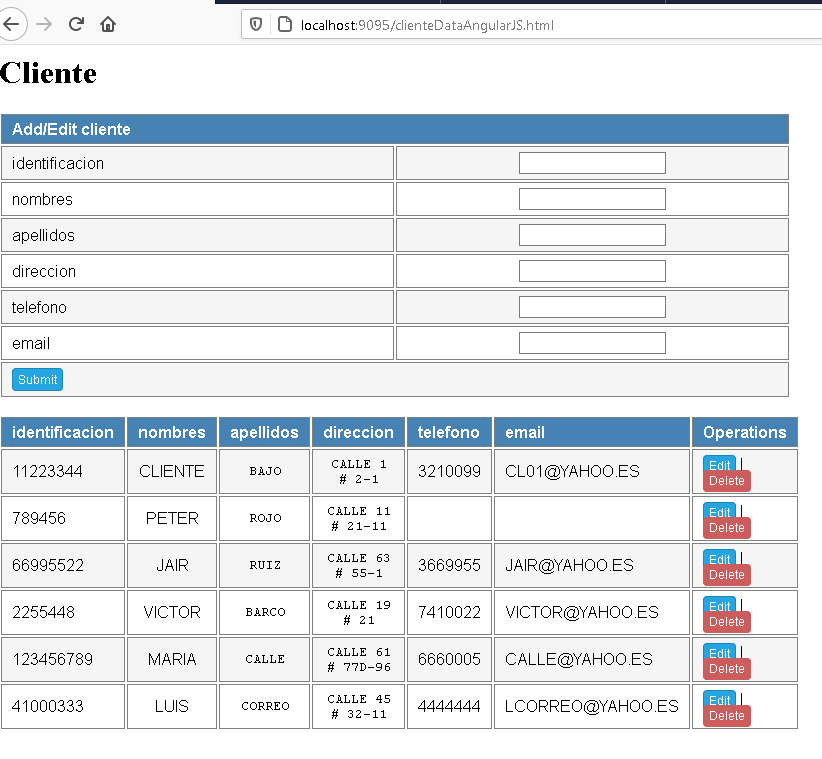 localhost:9095/clienteDataAngularJS.html
Cliente
Add/Edit cliente
identificacion
nombres
apellidos
direccion
telefono
email
Submit
identificacion nombres apellidos direccion telefono email Operations
11223344 CLIENTE BAJO CALLE 1 3210099 CL01@YAHOO.ES Edit |
# 2-1 Delete
789456 PETER ROJO CALLE 11 Edit |
# 21-11 Delete
66995522 JAIR RUIZ CALLE 63 3669955 JAIR@YAHOO.ES Edit |
# 55-1 Delete
2255448 VICTOR BARCO CALLE 19 7410022 VICTOR@YAHOO.ES Edit |
# 21 Delete
123456789 MARIA CALLE CALLE 61 6660005 CALLE@YAHOO.ES Edit |
# 77D-96 Delete
41000333 LUIS CORREO CALLE 45 4444444 LCORREO@YAHOO.ES Edit |
# 32-11 Delete